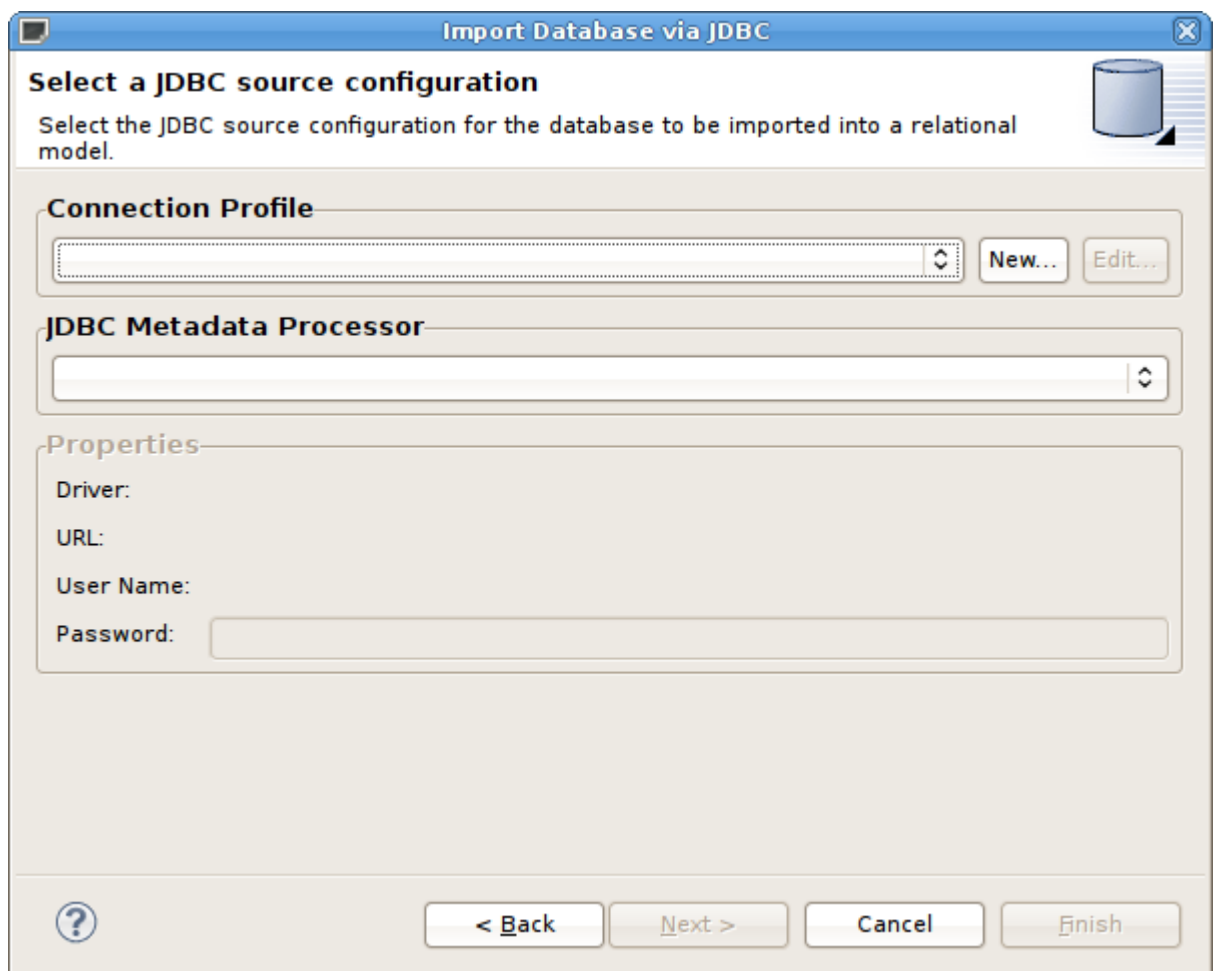 Import Database via JDBC
Select a JDBC source configuration
Select the JDBC source configuration for the database to be imported into a relational
model.
Connection Profile
New... Edit...
JDBC Metadata Processor
Properties
Driver:
URL:
User Name:
Password:
? < Back Next > Cancel Finish